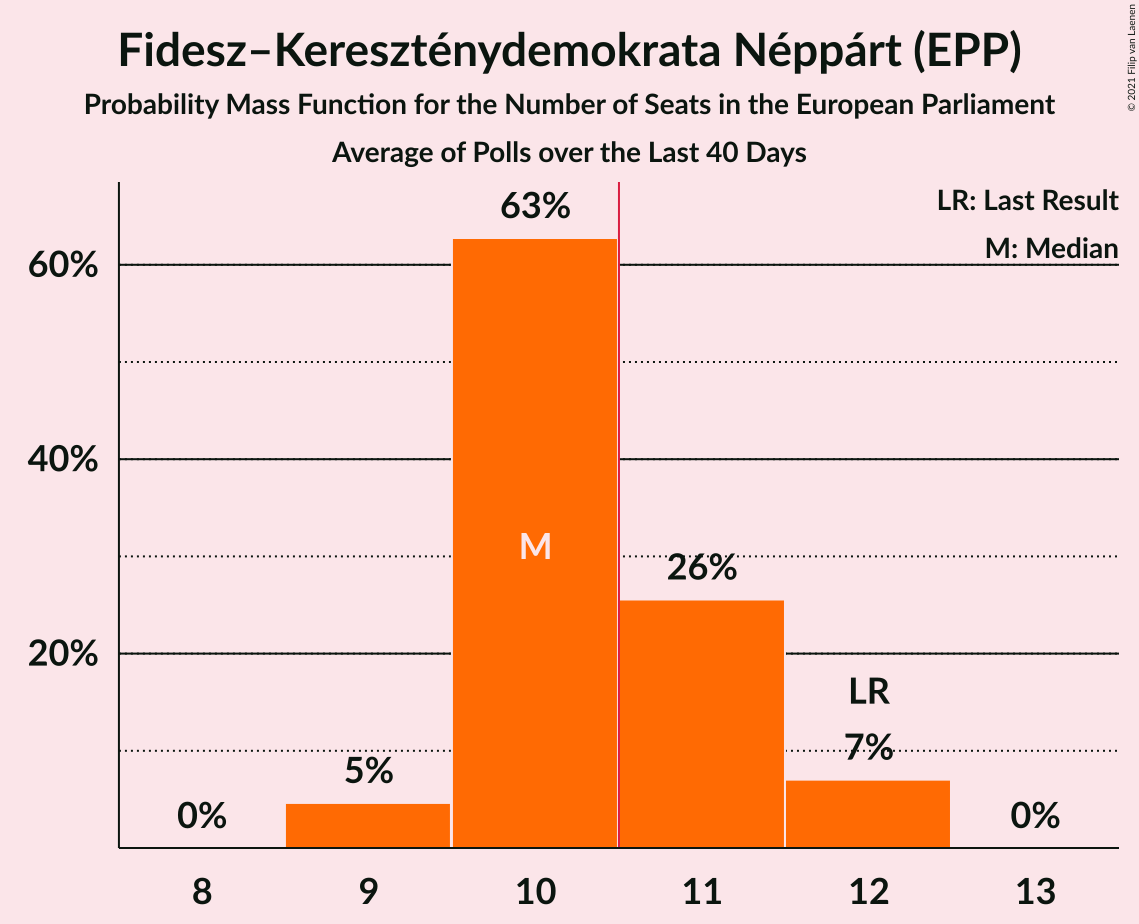 Fidesz–Kereszténydemokrata Néppárt (EPP)
Probability Mass Function for the Number of Seats in the European Parliament
Average of Polls over the Last 40 Days
© 2021 Filip van Laenen
LR: Last Result
M: Median
63%
60%
40%
M
26%
20%
LR
7%
5%
0%
0%
8
9
10
11
12
13